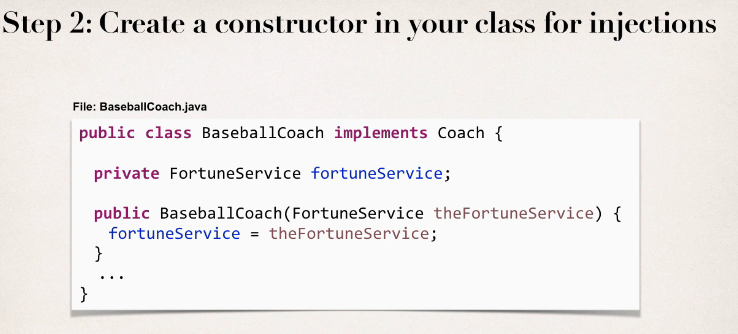 Step 2: Create a constructor in your class for injections
File: BaseballCoach.java
public class BaseballCoach implements Coach {
private FortuneService fortuneService;
public BaseballCoach(FortuneService theFortuneService) {
fortuneService = theFortuneService;
}
...
}